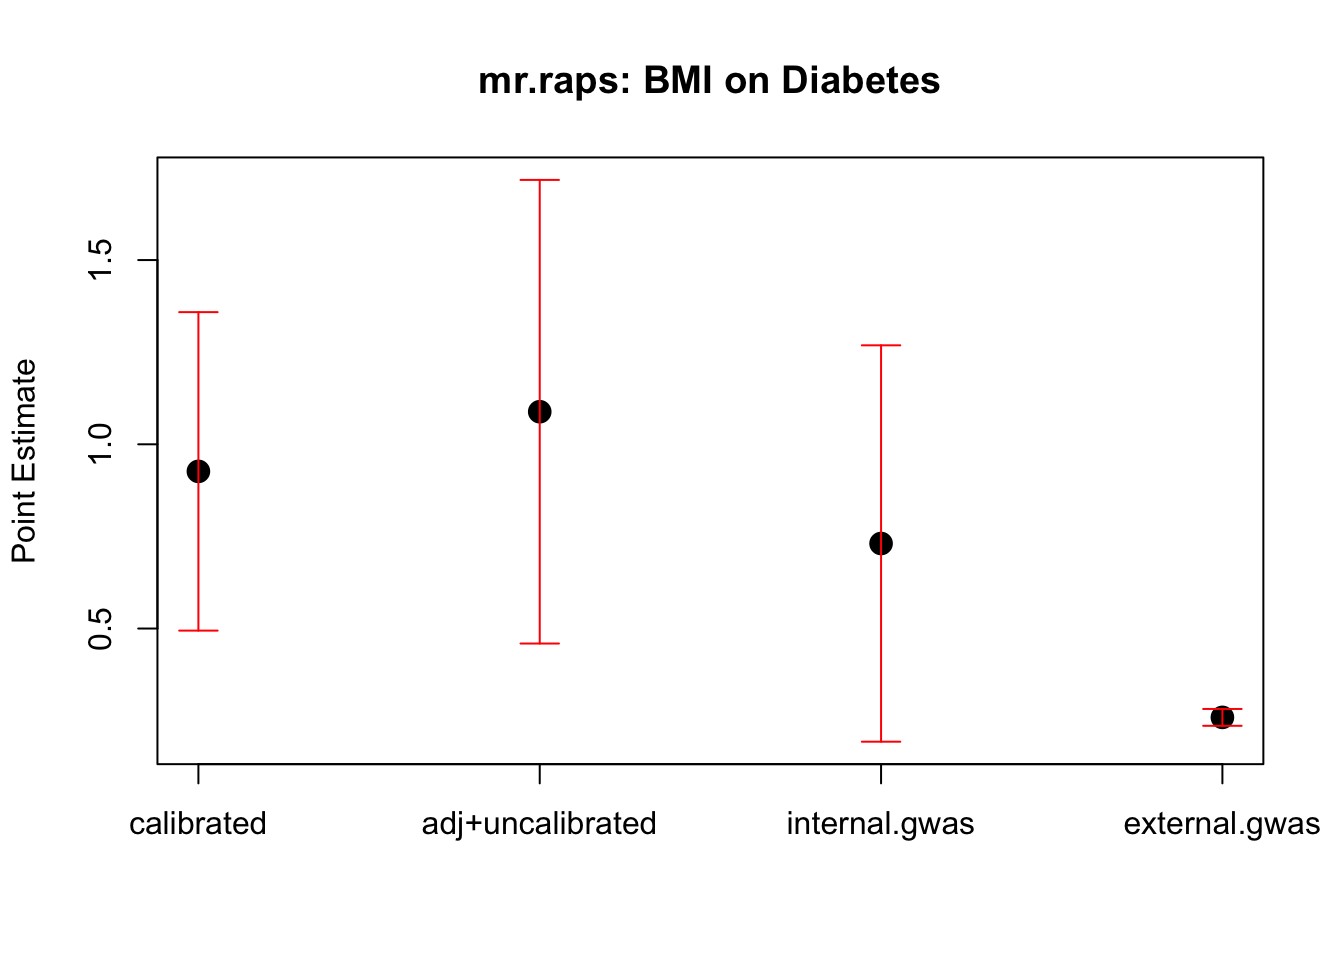 mr.raps: BMI on Diabetes
Point Estimate
1.5
1.0
0.5
calibrated
adj+uncalibrated
internal.gwas
external.gwas